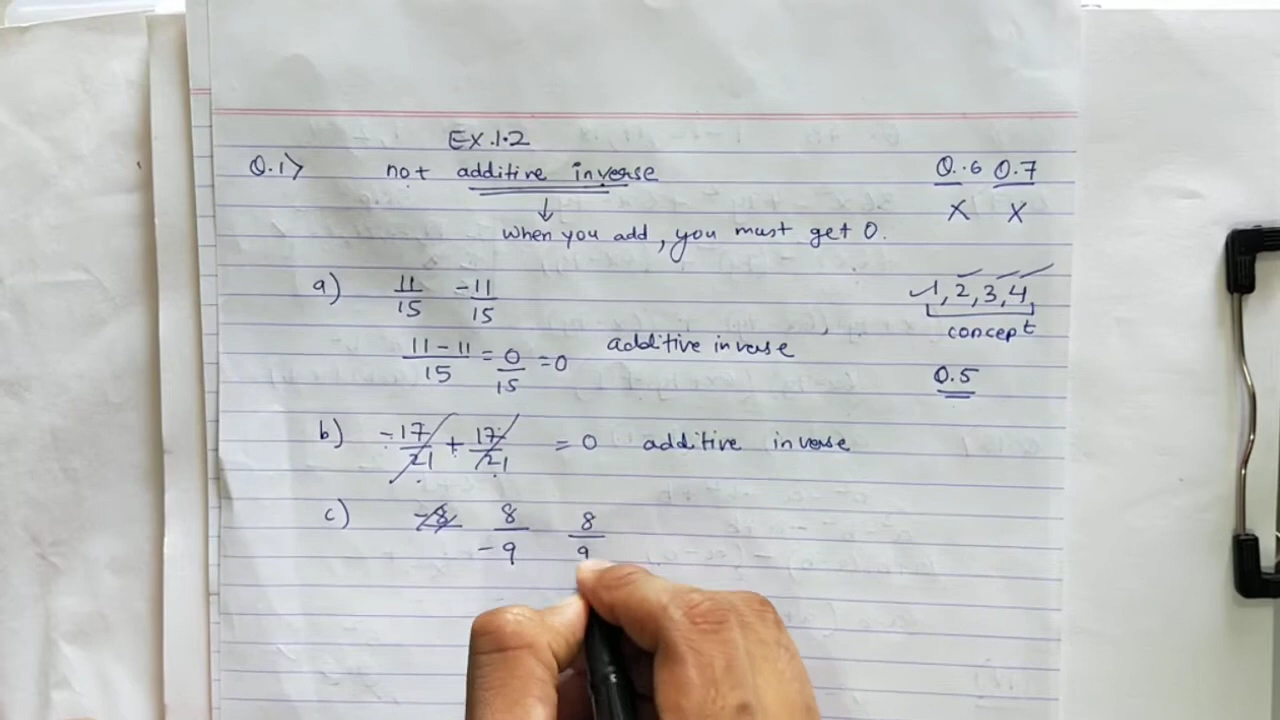 Ex. 1.2
Q.1> not additive inverse
Q.6 Q.7
X X
When you add, you must get 0.
a) 11/15 -11/15
1, 2, 3, 4,
concept
11 - 11/15 = 0/15 = 0 additive inverse
Q.5
b) -17/21 + 17/21 = 0 additive inverse
c) -8 8/-9 8/9